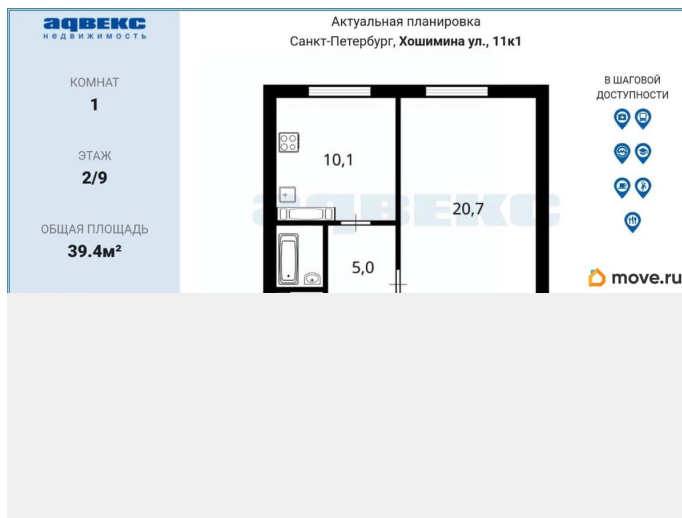 адвекс
недвижимость
КОМНАТ
1
ЭТАЖ
2/9
ОБЩАЯ ПЛОЩАДЬ
39.4м²
Актуальная планировка
Санкт-Петербург, Хошимина ул., 11к1
10,1
20,7
5,0
адвекс
В ШАГОВОЙ
ДОСТУПНОСТИ
move.ru